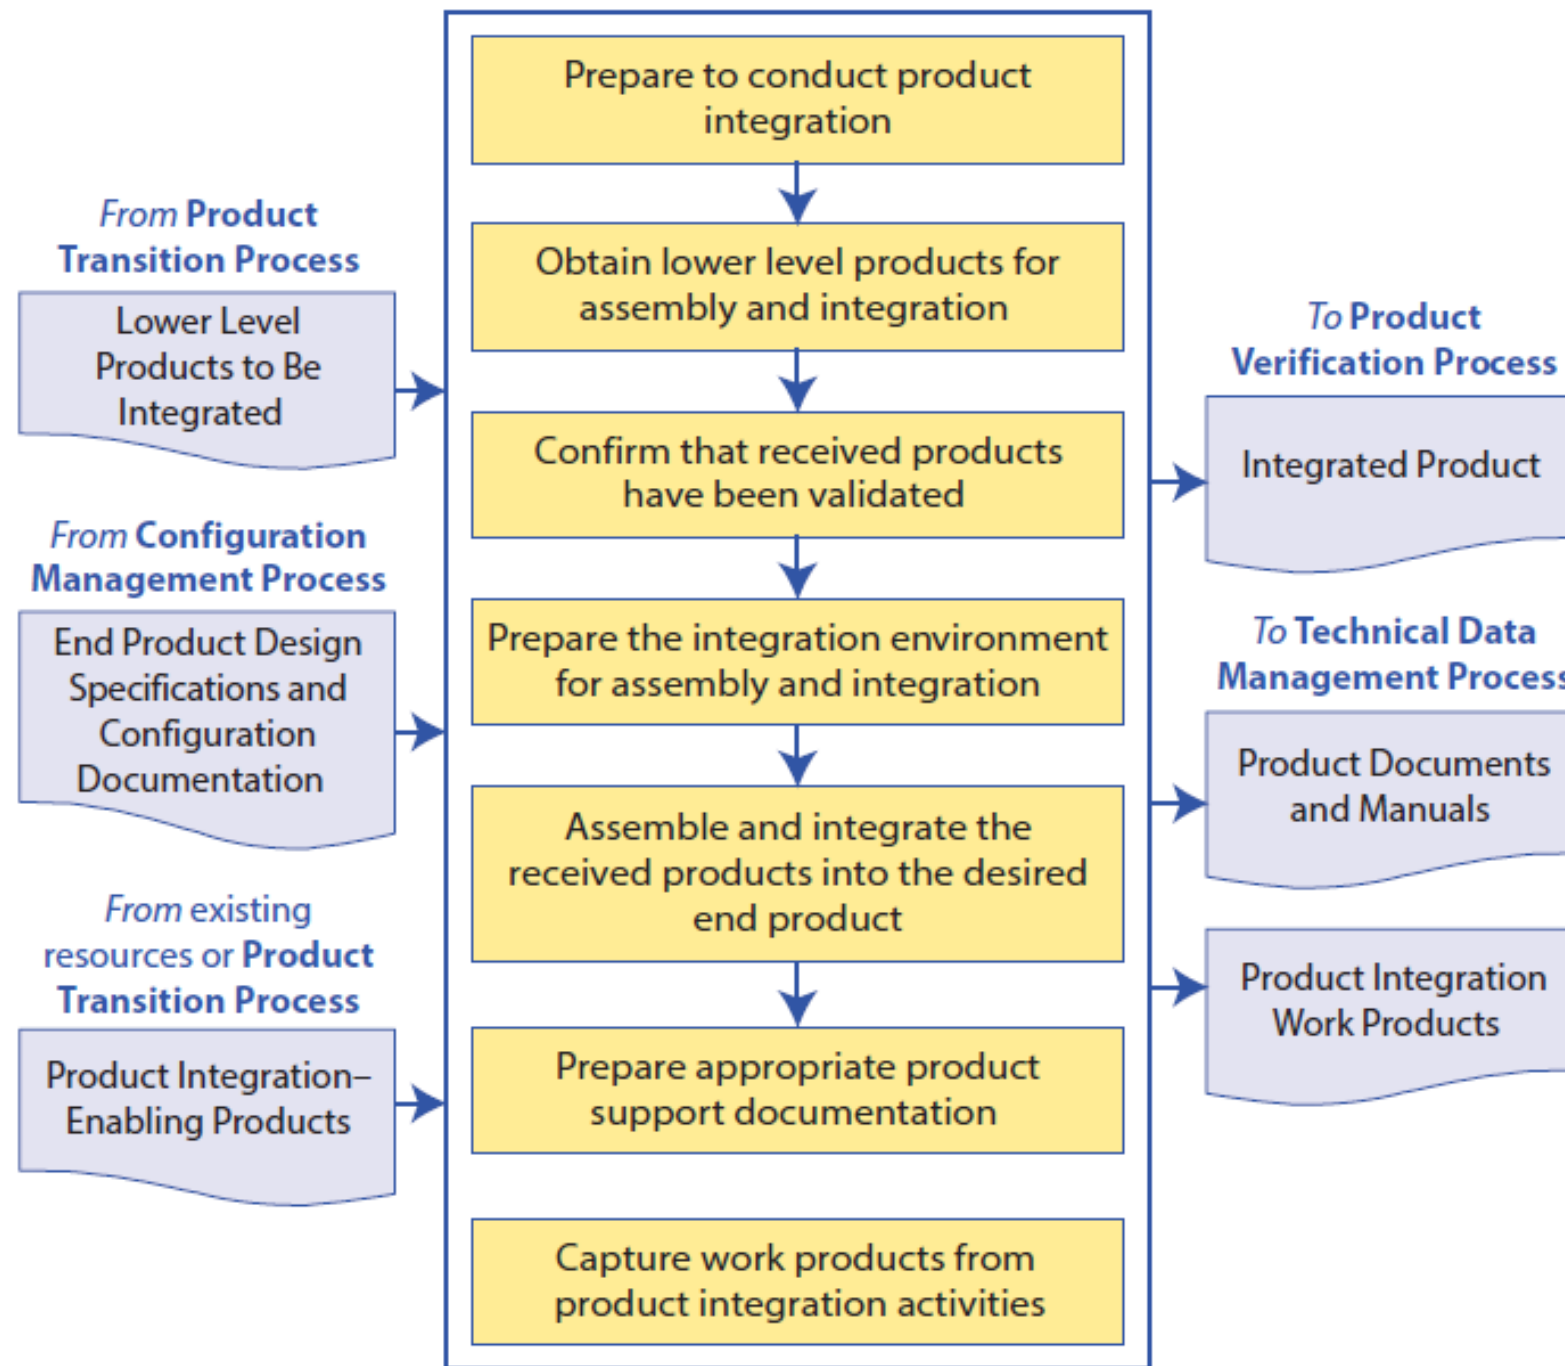 Prepare to conduct product
integration
Obtain lower level products for
assembly and integration
Confirm that received products
have been validated
Prepare the integration environment
for assembly and integration
Assemble and integrate the
received products into the desired
end product
Prepare appropriate product
support documentation
Capture work products from
product integration activities
From Product
Transition Process
Lower Level
Products to Be
Integrated
From Configuration
Management Process
End Product Design
Specifications and
Configuration
Documentation
From existing
resources or Product
Transition Process
Product Integration–
Enabling Products
To Product
Verification Process
Integrated Product
To Technical Data
Management Process
Product Documents
and Manuals
Product Integration
Work Products